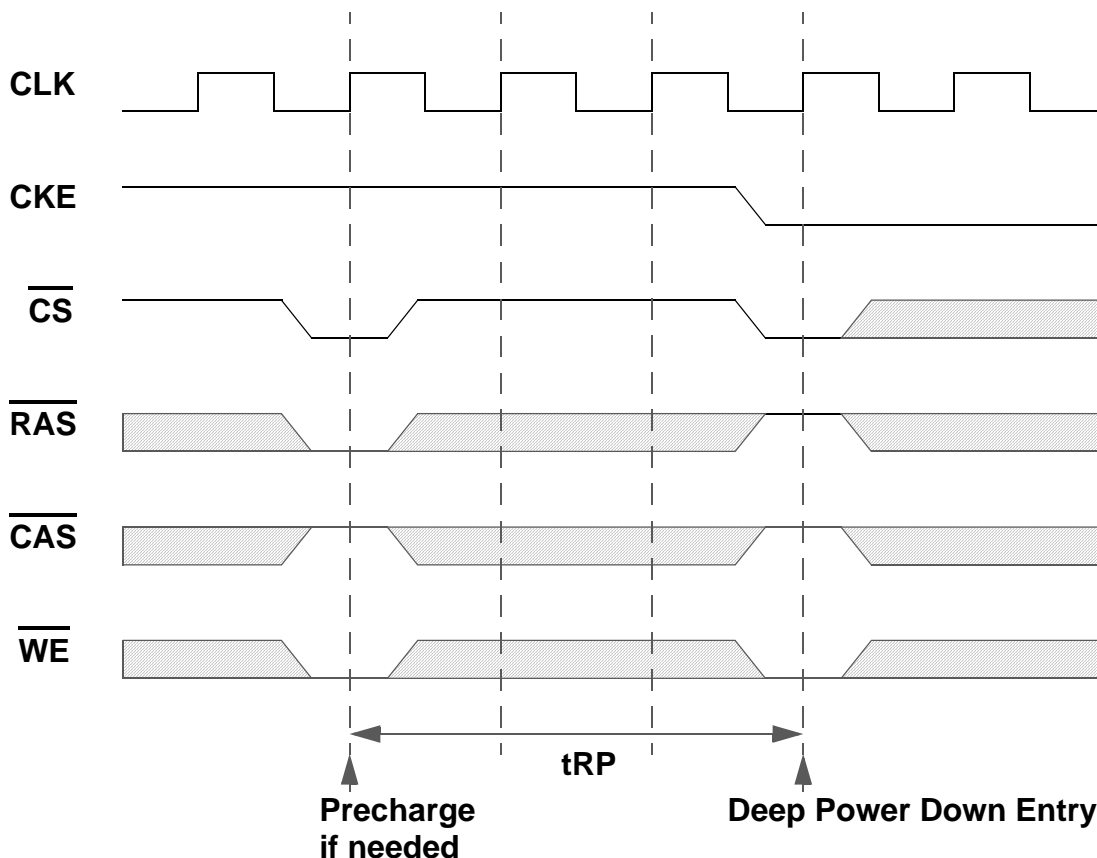 CLK
CKE
CS
RAS
CAS
WE
tRP
Precharge
if needed
Deep Power Down Entry